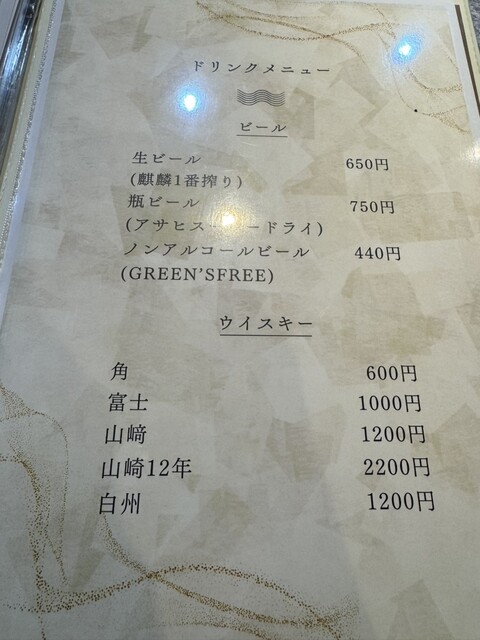 ドリンクメニュー
ビール
生ビール 650円
(麒麟1番搾り)
瓶ビール 750円
(アサヒス ードライ)
ノンアルコールビール 440円
(GREEN'SFREE)
ウイスキー
角 600円
富士 1000円
山﨑 1200円
山崎12年 2200円
白州 1200円